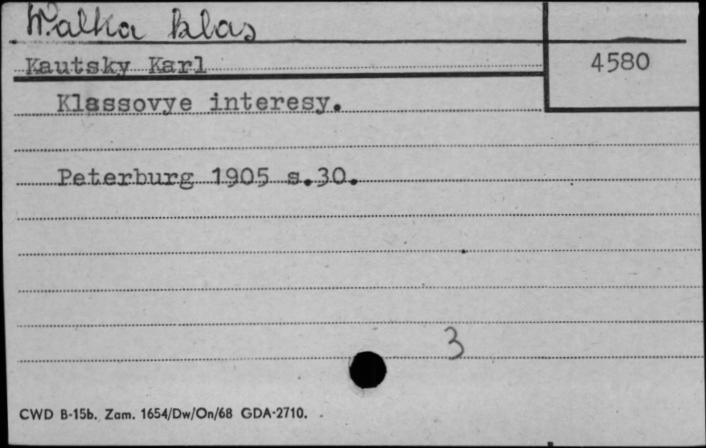 Walka klas
Kautsky Karl
4580
Klassovye interesy.
Peterburg 1905 s.30.
3
CWD B-15b. Zam. 1654/Dw/On/68 GDA-2710.